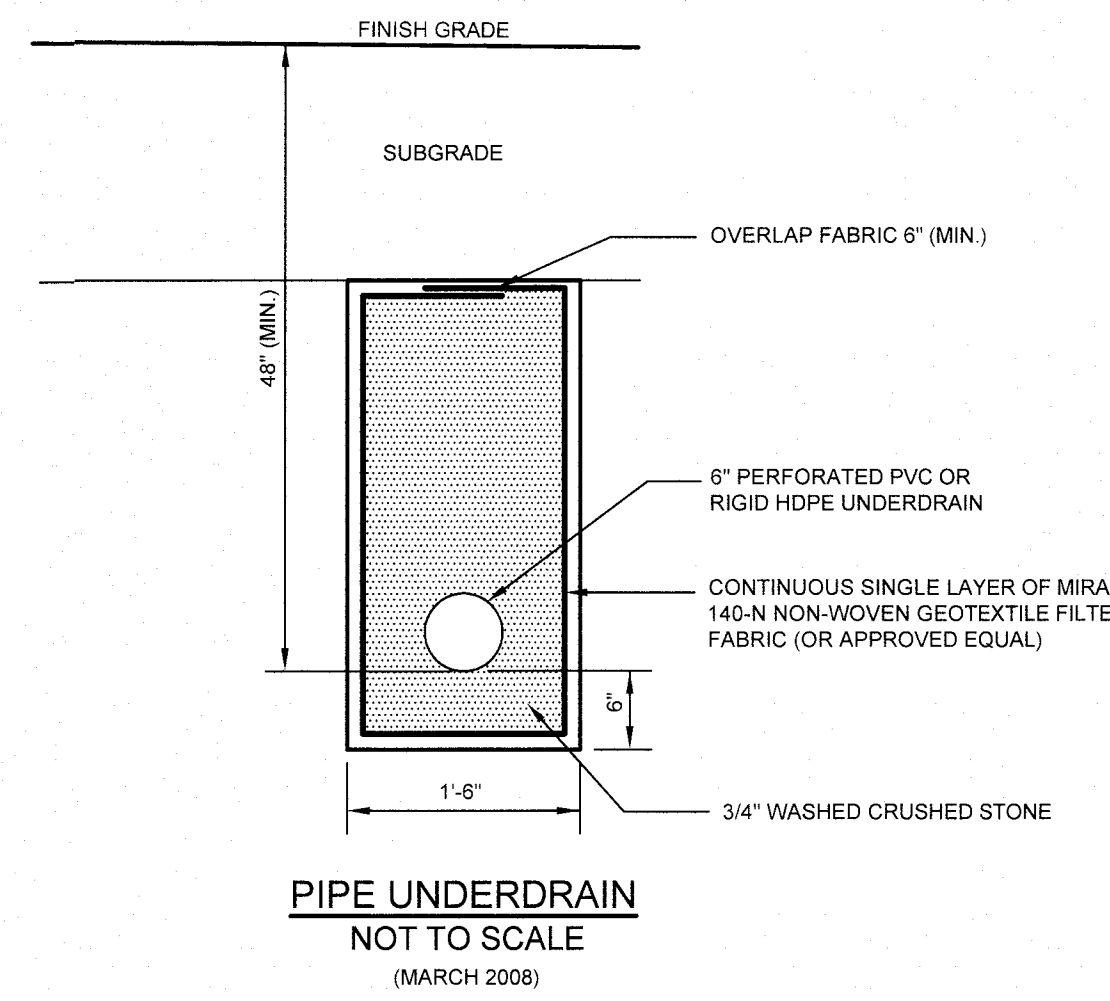 FINISH GRADE
SUBGRADE
OVERLAP FABRIC 6" (MIN.)
48" (MIN.)
6" PERFORATED PVC OR
RIGID HDPE UNDERDRAIN
CONTINUOUS SINGLE LAYER OF MIRA
140-N NON-WOVEN GEOTEXTILE FILTE
FABRIC (OR APPROVED EQUAL)
6"
1'-6"
3/4" WASHED CRUSHED STONE
PIPE UNDERDRAIN
NOT TO SCALE
(MARCH 2008)